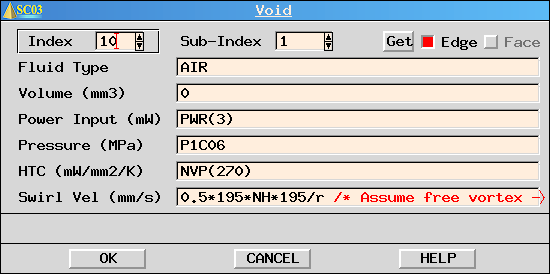 SC03 Void
Index 10 Sub-Index 1 Get Edge Face
Fluid Type AIR
Volume (mm3) 0
Power Input (mW) PWR(3)
Pressure (MPa) P1C06
HTC (mW/mm2/K) NVP(270)
Swirl Vel (mm/s) 0.5*195*NH*195/r /* Assume free vortex →
OK CANCEL HELP